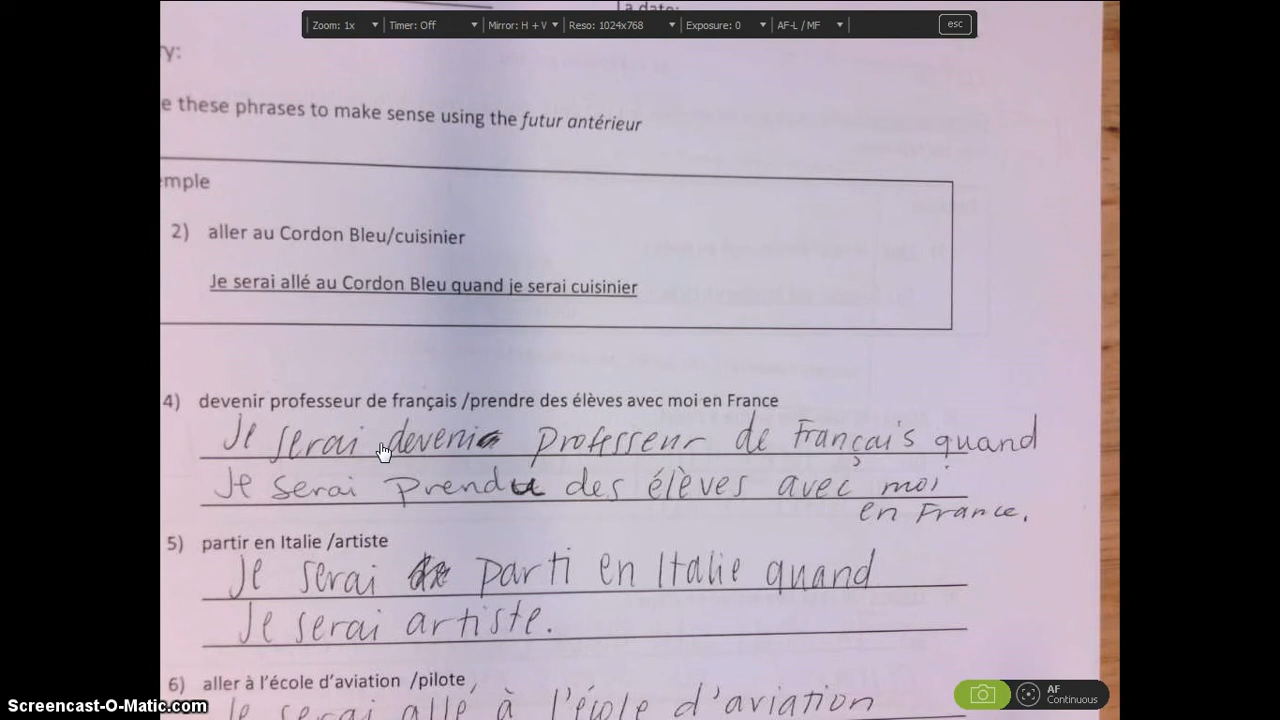 La date:
Zoom: 1x Timer: Off Mirror: H + V Reso: 1024x768 Exposure: 0 AF-L / MF esc
ry:
e these phrases to make sense using the futur antérieur
emple
2) aller au Cordon Bleu/cuisinier
Je serai allé au Cordon Bleu quand je serai cuisinier
4) devenir professeur de français /prendre des élèves avec moi en France
Je serai professeur de Français quand
Je serai prendu des élèves avec moi
en France.
5) partir en Italie /artiste
Je serai parti en Italie quand
Je serai artiste.
6) aller à l'école d'aviation /pilote
Je serai allé à l'école d'aviation
AF
Continuous
Screencast-O-Matic.com